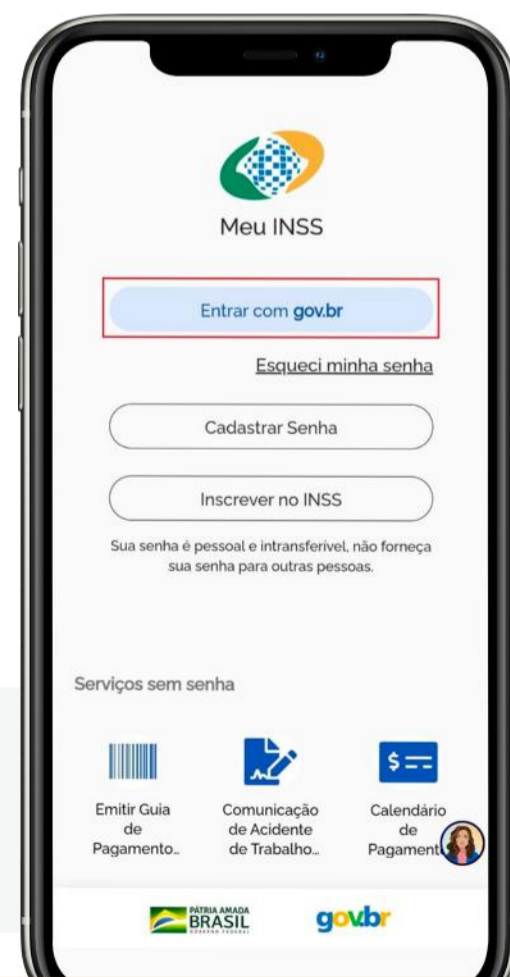 Meu INSS
Entrar com gov.br
Esqueci minha senha
Cadastrar Senha
Inscrever no INSS
Sua senha é pessoal e intransferível, não forneça
sua senha para outras pessoas.
Serviços sem senha
Emitir Guia
de
Pagamento...
Comunicação
de Acidente
de Trabalho...
Calendário
de
Pagament
PÁTRIA AMADA
BRASIL
GOVERNO FEDERAL
gov.br